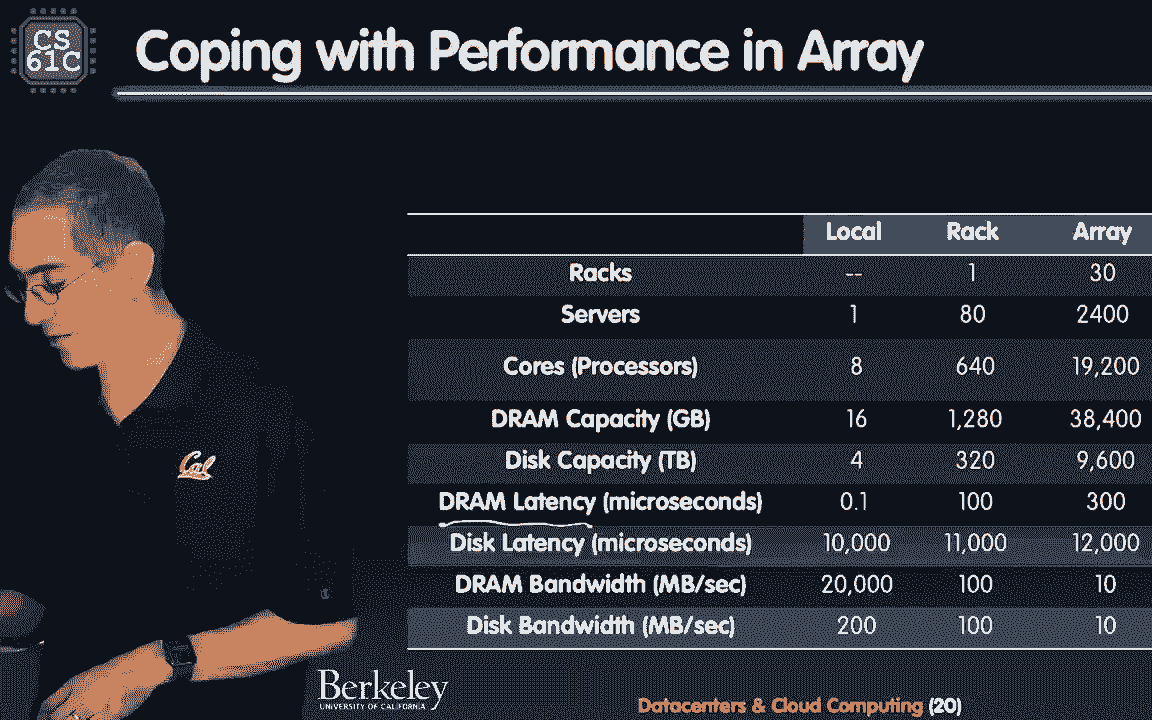 CS
61C
Coping with Performance in Array
Local Rack Array
Racks -- 1 30
Servers 1 80 2400
Cores (Processors) 8 640 19,200
DRAM Capacity (GB) 16 1,280 38,400
Disk Capacity (TB) 4 320 9,600
DRAM Latency (microseconds) 0.1 100 300
Disk Latency (microseconds) 10,000 11,000 12,000
DRAM Bandwidth (MB/sec) 20,000 100 10
Disk Bandwidth (MB/sec) 200 100 10
Cal
Berkeley
UNIVERSITY OF CALIFORNIA
Datacenters & Cloud Computing (20)